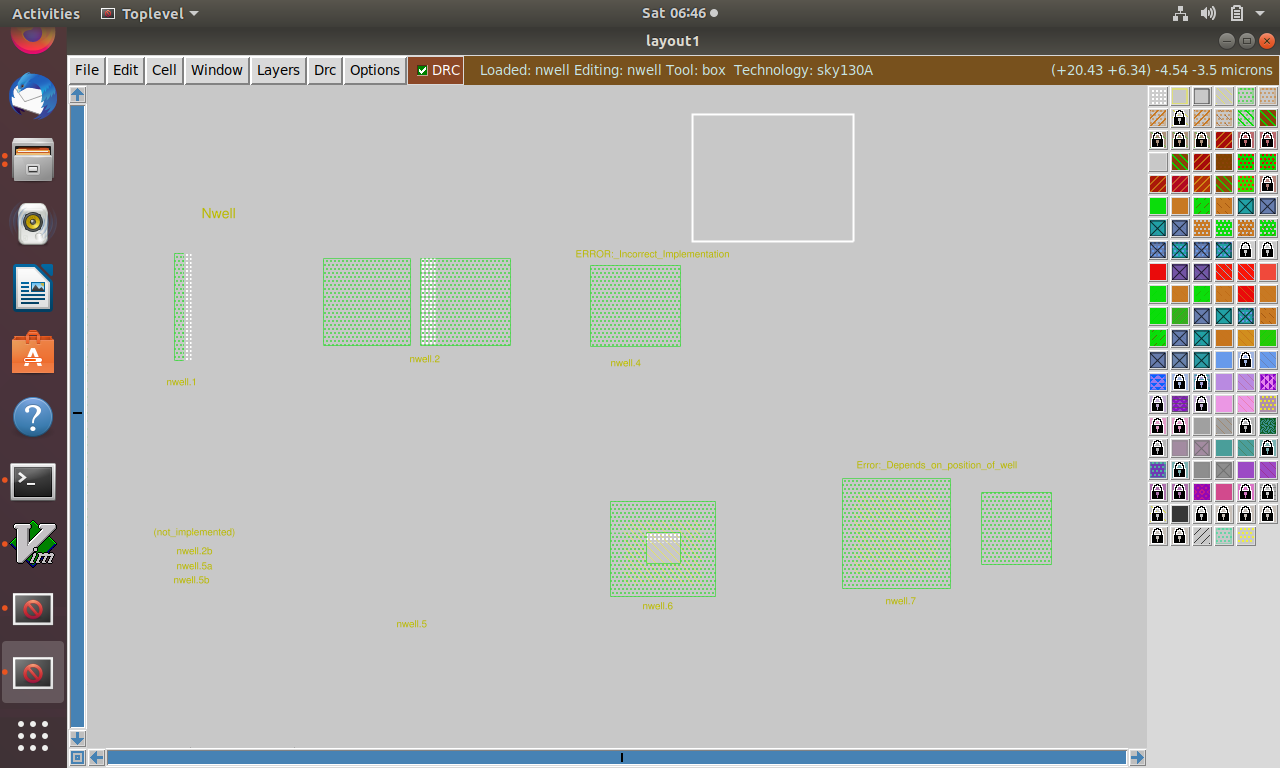 Activities Toplevel Sat 06:46
layout1
File Edit Cell Window Layers Drc Options DRC Loaded: nwell Editing: nwell Tool: box Technology: sky130A (+20.43 +6.34) -4.54 -3.5 microns
Nwell
ERROR:_Incorrect_Implementation
nwell.2
nwell.4
nwell.1
Error:_Depends_on_position_of_well
(not_implemented)
nwell.2b
nwell.5a
nwell.5b
nwell.7
nwell.6
nwell.5